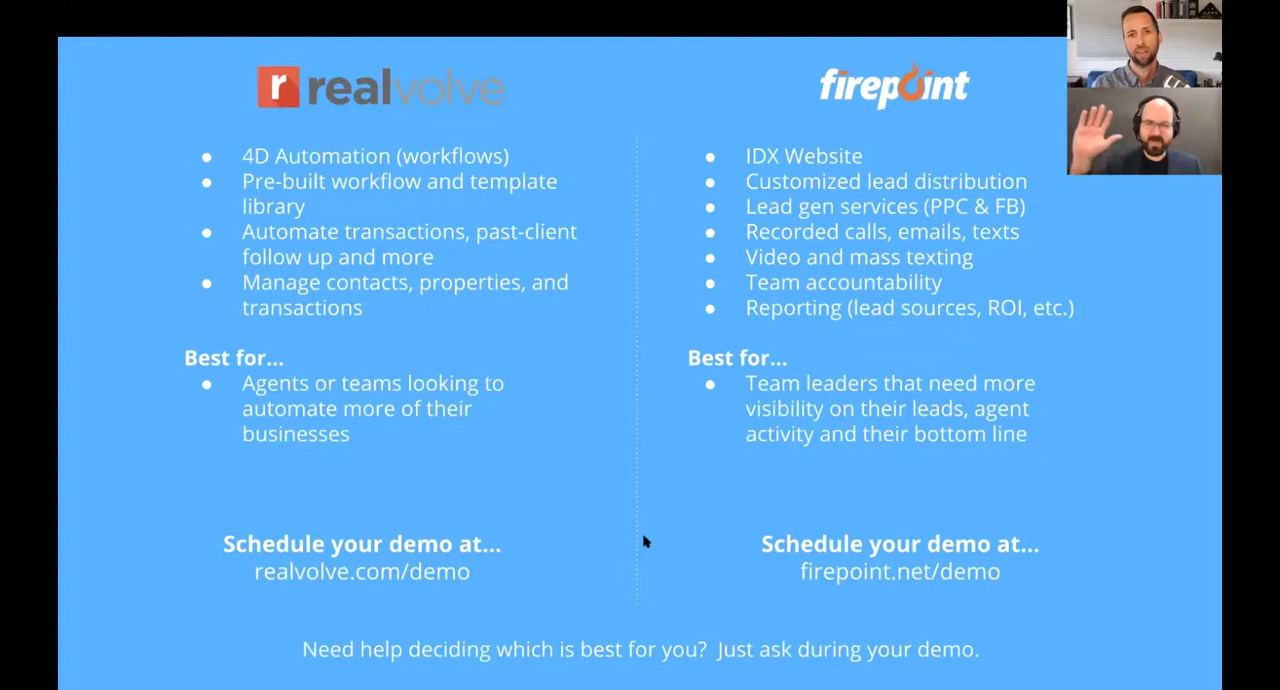 r realvolve
4D Automation (workflows)
Pre-built workflow and template
library
Automate transactions, past-client
follow up and more
Manage contacts, properties, and
transactions
Best for...
Agents or teams looking to
automate more of their
businesses
Schedule your demo at...
realvolve.com/demo
firepoint
IDX Website
Customized lead distribution
Lead gen services (PPC & FB)
Recorded calls, emails, texts
Video and mass texting
Team accountability
Reporting (lead sources, ROI, etc.)
Best for...
Team leaders that need more
visibility on their leads, agent
activity and their bottom line
Schedule your demo at...
firepoint.net/demo
Need help deciding which is best for you? Just ask during your demo.